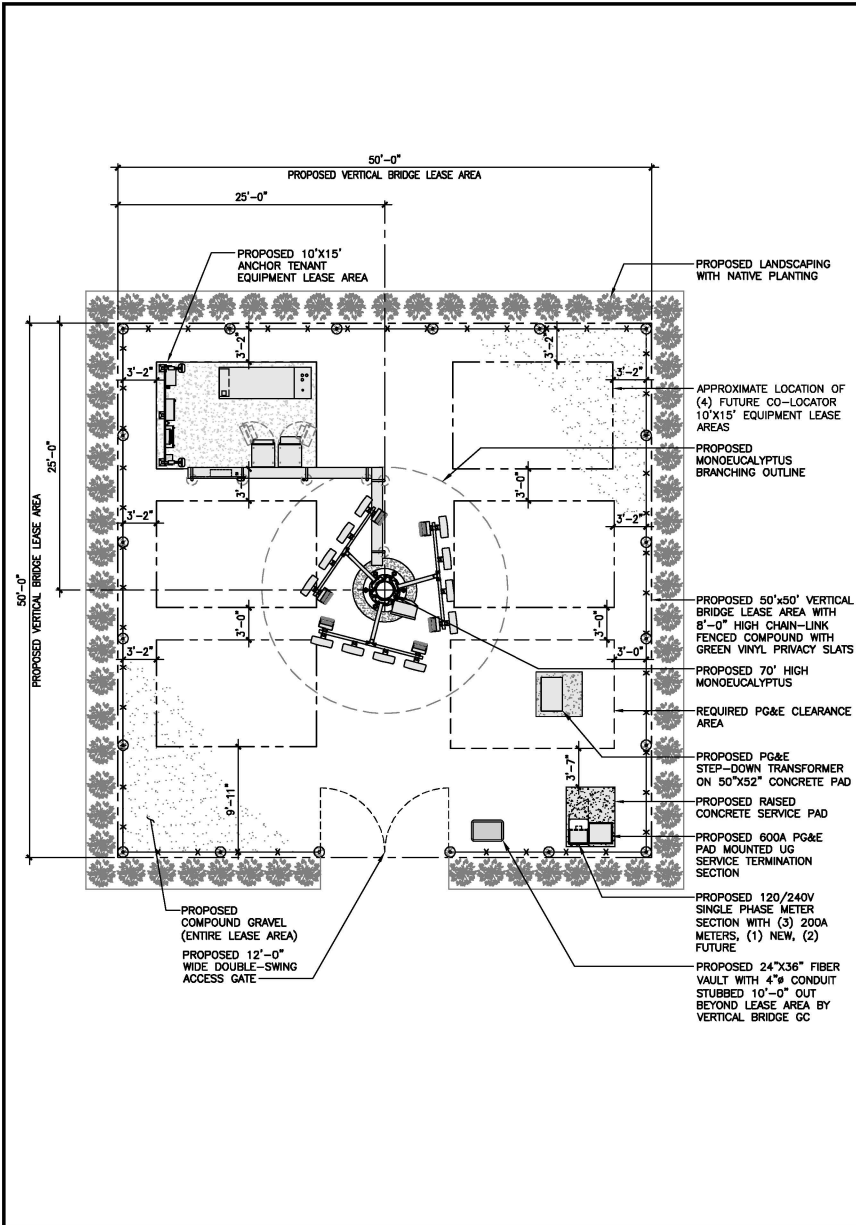 50'-0"
PROPOSED VERTICAL BRIDGE LEASE AREA
25'-0"
PROPOSED 10'X15'
ANCHOR TENANT
EQUIPMENT LEASE AREA
PROPOSED LANDSCAPING
WITH NATIVE PLANTING
3'-2"
3'-2"
3'-2"
3'-2"
APPROXIMATE LOCATION OF
(4) FUTURE CO-LOCATOR
10'X15' EQUIPMENT LEASE
AREAS
PROPOSED
MONOEUCALYPTUS
BRANCHING OUTLINE
25'-0"
50'-0"
PROPOSED VERTICAL BRIDGE LEASE AREA
3'-0"
3'-2"
3'-2"
PROPOSED 50'x50' VERTICAL
BRIDGE LEASE AREA WITH
8'-0" HIGH CHAIN-LINK
FENCED COMPOUND WITH
GREEN VINYL PRIVACY SLATS
3'-0"
3'-0"
3'-2"
3'-0"
PROPOSED 70' HIGH
MONOEUCALYPTUS
REQUIRED PG&E CLEARANCE
AREA
PROPOSED PG&E
STEP-DOWN TRANSFORMER
ON 50"X52" CONCRETE PAD
3'-7"
9'-11"
PROPOSED RAISED
CONCRETE SERVICE PAD
PROPOSED 600A PG&E
PAD MOUNTED UG
SERVICE TERMINATION
SECTION
PROPOSED 120/240V
SINGLE PHASE METER
SECTION WITH (3) 200A
METERS, (1) NEW, (2)
FUTURE
PROPOSED
COMPOUND GRAVEL
(ENTIRE LEASE AREA)
PROPOSED 12'-0"
WIDE DOUBLE-SWING
ACCESS GATE
PROPOSED 24"X36" FIBER
VAULT WITH 4"ø CONDUIT
STUBBED 10'-0" OUT
BEYOND LEASE AREA BY
VERTICAL BRIDGE GC